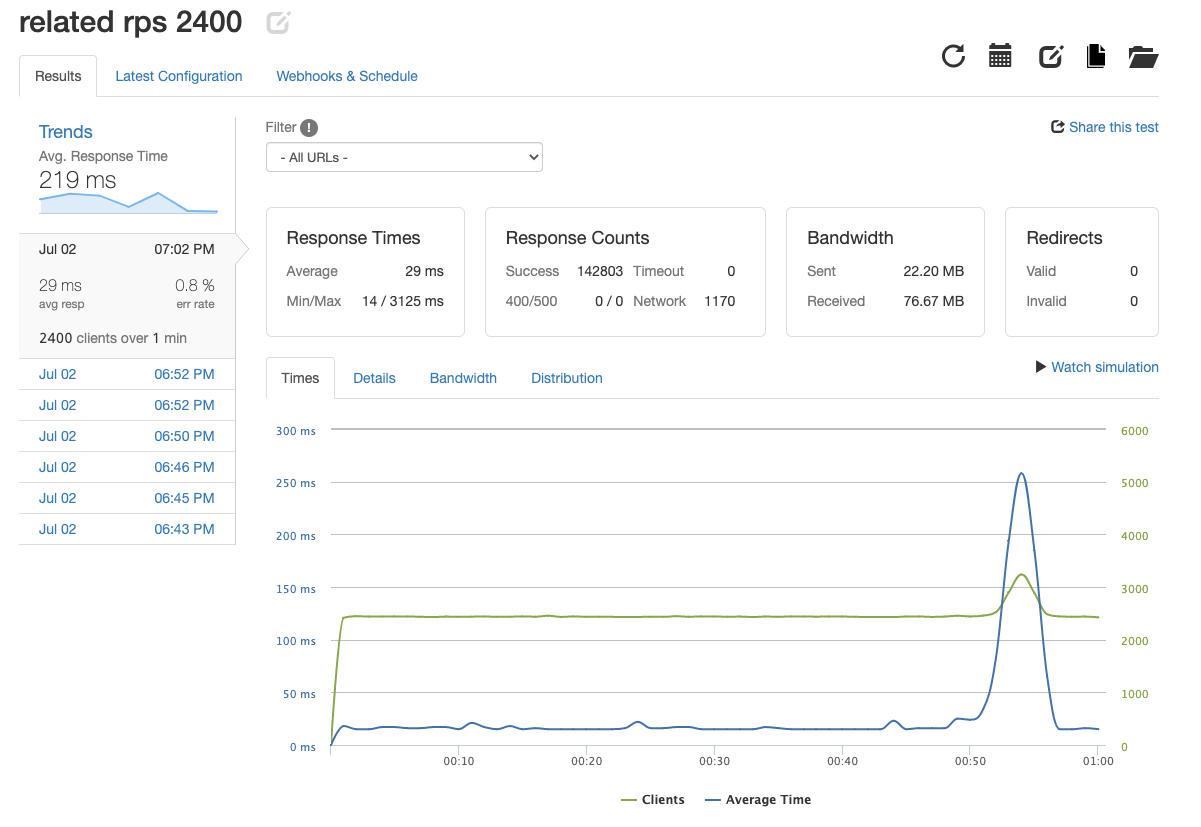 related rps 2400
Results Latest Configuration Webhooks & Schedule
Trends
Avg. Response Time
219 ms
Jul 02 07:02 PM
29 ms 0.8 %
avg resp err rate
2400 clients over 1 min
Jul 02 06:52 PM
Jul 02 06:52 PM
Jul 02 06:50 PM
Jul 02 06:46 PM
Jul 02 06:45 PM
Jul 02 06:43 PM
Filter !
Share this test
- All URLs -
Response Times
Average 29 ms
Min/Max 14 / 3125 ms
Response Counts
Success 142803 Timeout 0
400/500 0 / 0 Network 1170
Bandwidth
Sent 22.20 MB
Received 76.67 MB
Redirects
Valid 0
Invalid 0
Times Details Bandwidth Distribution
Watch simulation
300 ms 6000
250 ms 5000
200 ms 4000
150 ms 3000
100 ms 2000
50 ms 1000
0 ms 0
00:10 00:20 00:30 00:40 00:50 01:00
Clients Average Time